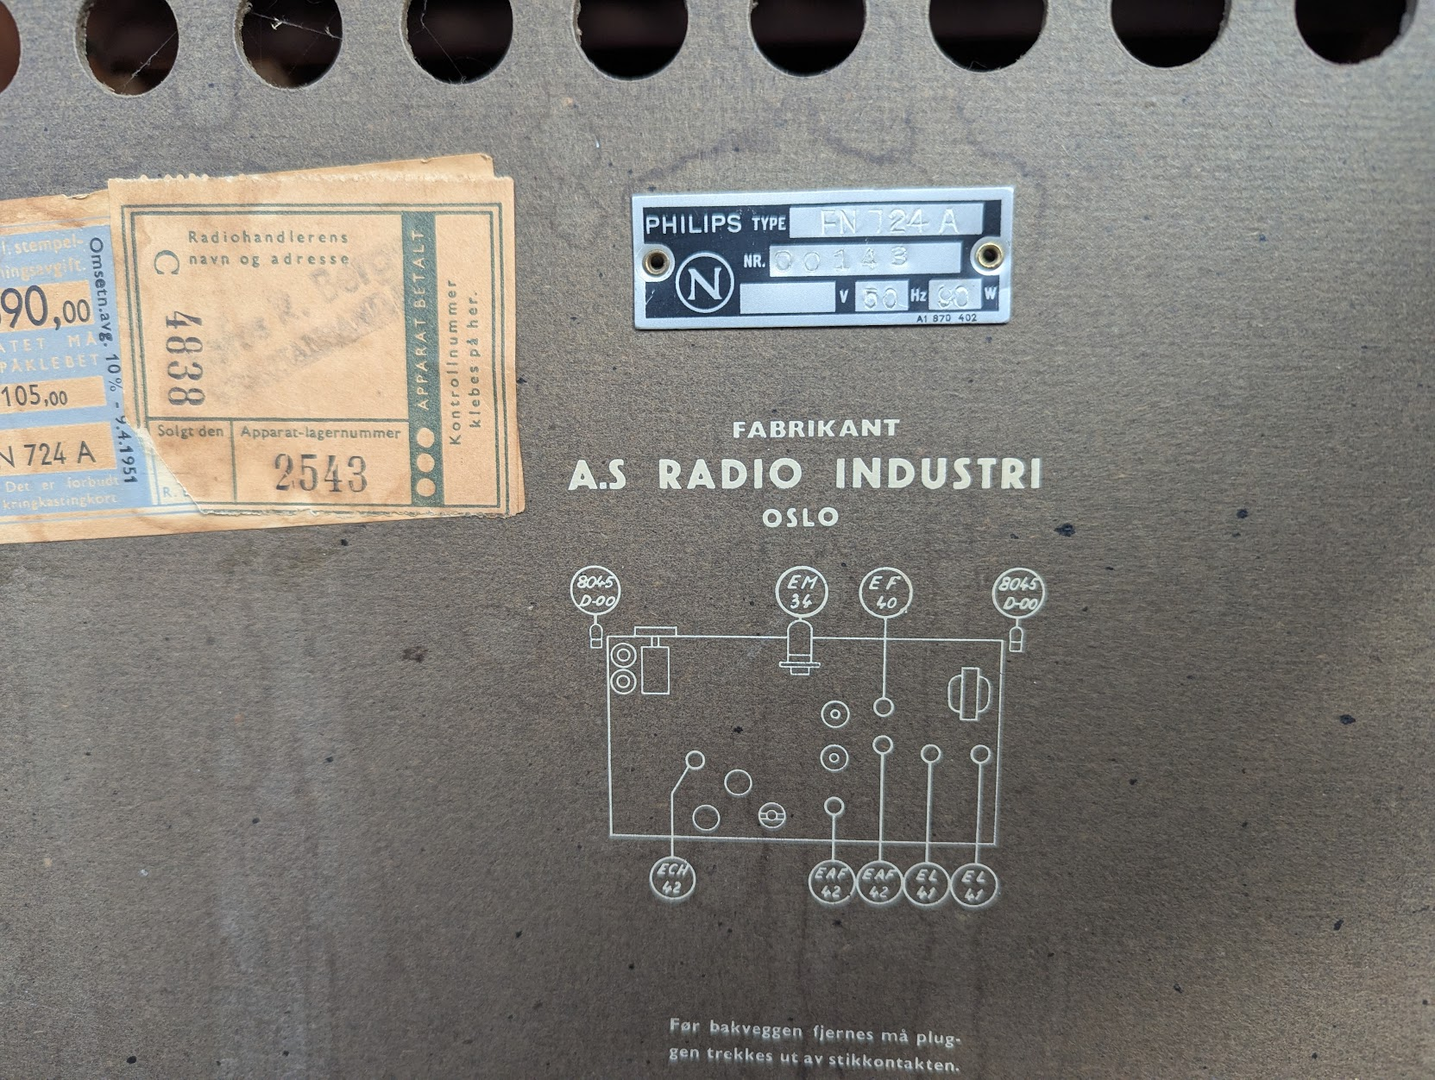 l. stempel-
ningsavgift.
90,00
ATET MÅ
PÅKLEBET
105,00
N 724 A
Det er forbudt
kringkastingkort
Omsetn.avg. 10% - 9.4.1951
C 4838
Radiohandlerens
navn og adresse
Solgt den
Apparat-lagernummer
2543
R.
APPARAT BETALT
Kontrollnummer
klebes på her.
PHILIPS TYPE FN 724 A
NR. 00143
N
V 50 Hz 90 W
A1 870 402
FABRIKANT
A.S RADIO INDUSTRI
OSLO
8045
D-00
EM
34
EF
40
8045
D-00
ECH
42
EAF
42
EAF
42
EL
41
EL
41
Før bakveggen fjernes må plug-
gen trekkes ut av stikkontakten.